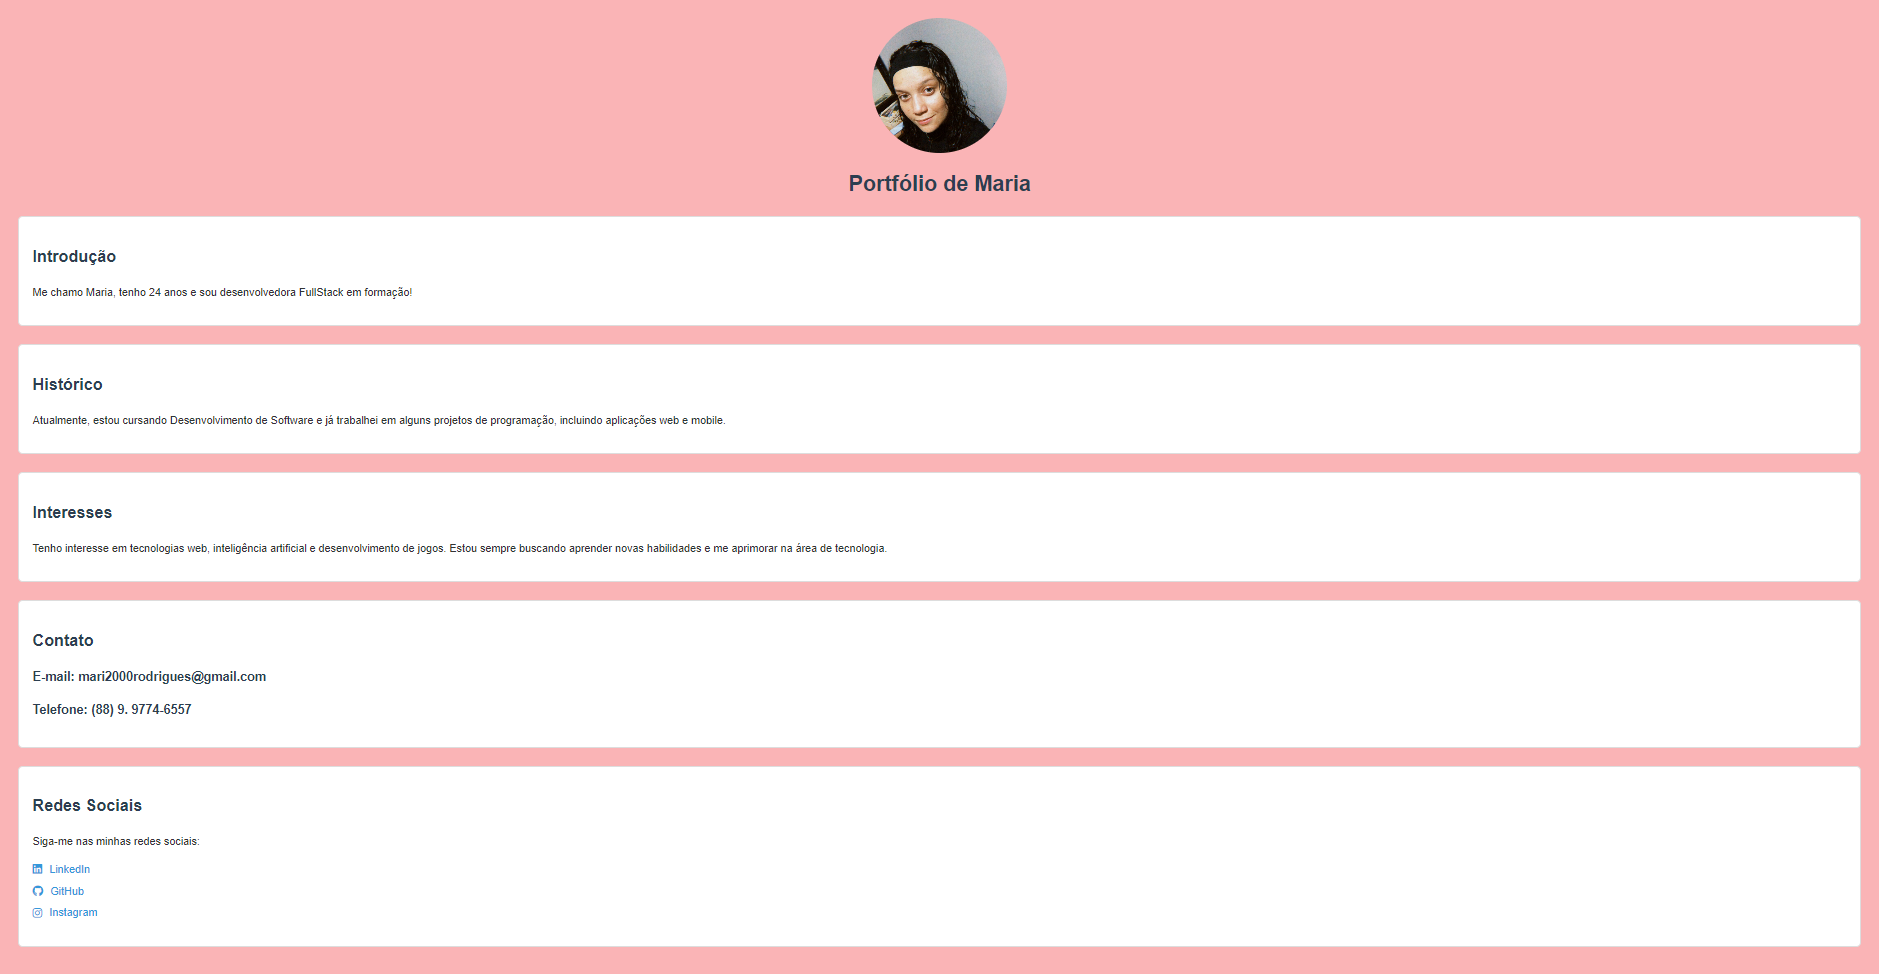 Portfólio de Maria
Introdução
Me chamo Maria, tenho 24 anos e sou desenvolvedora FullStack em formação!
Histórico
Atualmente, estou cursando Desenvolvimento de Software e já trabalhei em alguns projetos de programação, incluindo aplicações web e mobile.
Interesses
Tenho interesse em tecnologias web, inteligência artificial e desenvolvimento de jogos. Estou sempre buscando aprender novas habilidades e me aprimorar na área de tecnologia.
Contato
E-mail: mari2000rodrigues@gmail.com
Telefone: (88) 9. 9774-6557
Redes Sociais
Siga-me nas minhas redes sociais:
LinkedIn
GitHub
Instagram